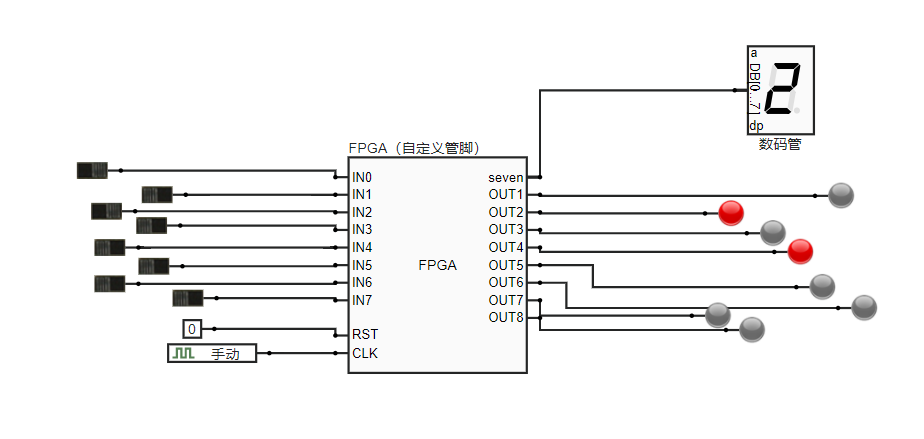 a
DB[0...7]
dp
2
数码管
FPGA（自定义管脚）
IN0
IN1
IN2
IN3
IN4
IN5
IN6
IN7
RST
CLK
FPGA
seven
OUT1
OUT2
OUT3
OUT4
OUT5
OUT6
OUT7
OUT8
0
手动